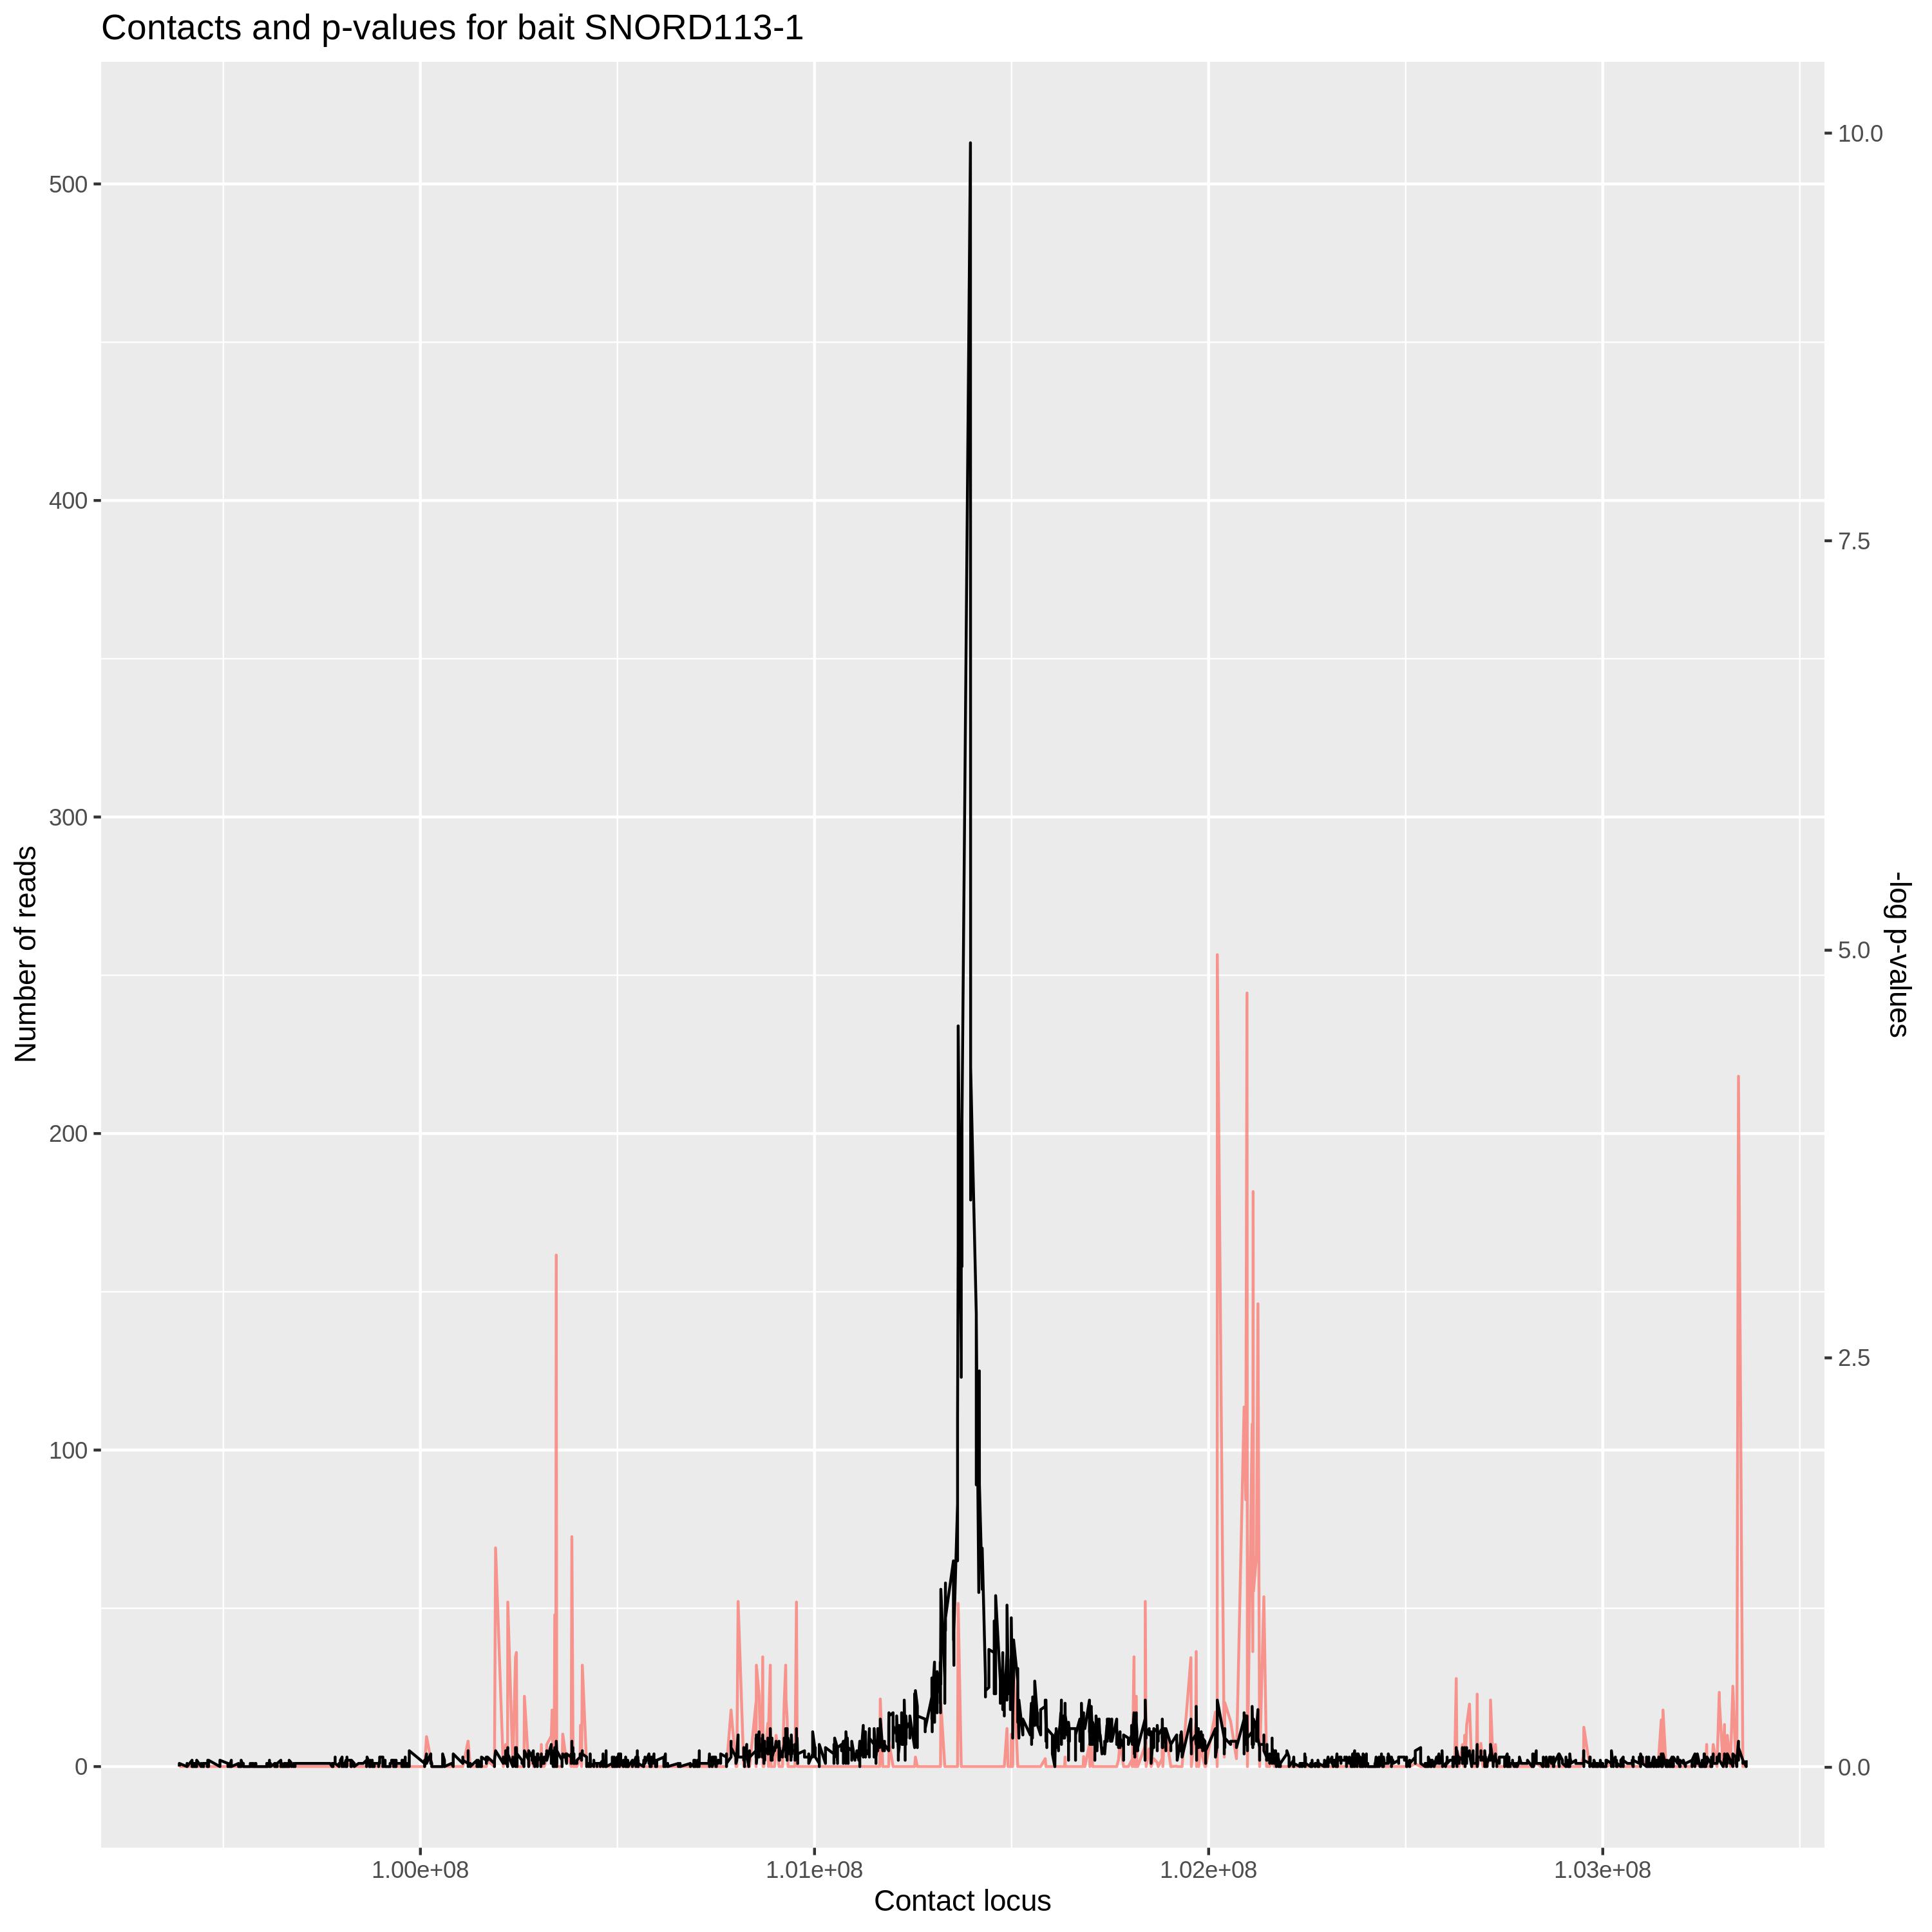 Contacts and p-values for bait SNORD113-1
500
400
300
200
100
0
Number of reads
10.0
7.5
5.0
2.5
0.0
-log p-values
1.00e+08
1.01e+08
1.02e+08
1.03e+08
Contact locus